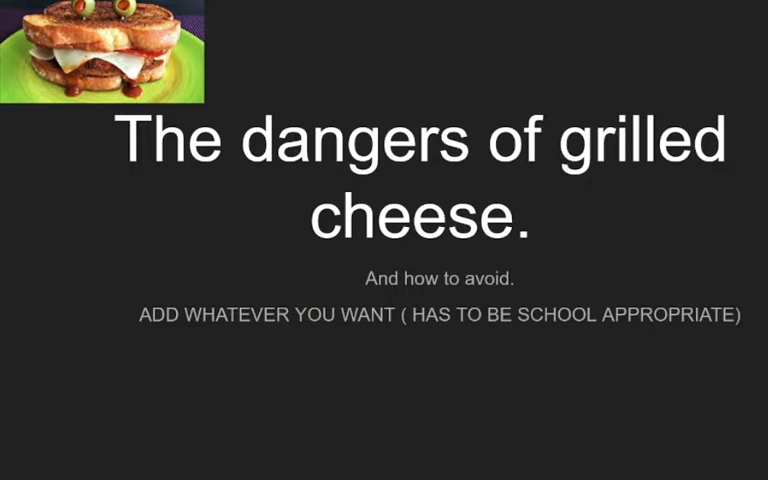 The dangers of grilled
cheese.
And how to avoid.
ADD WHATEVER YOU WANT ( HAS TO BE SCHOOL APPROPRIATE)